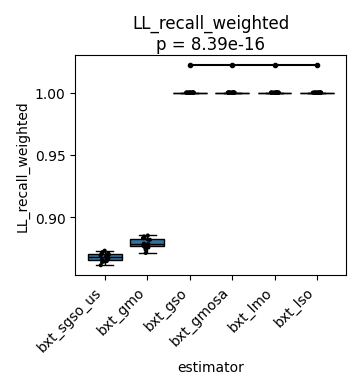 LL_recall_weighted
p = 8.39e-16
LL_recall_weighted
1.00
0.95
0.90
bxt_sgso_us
bxt_gmo
bxt_gso
bxt_gmosa
bxt_lmo
bxt_lso
estimator